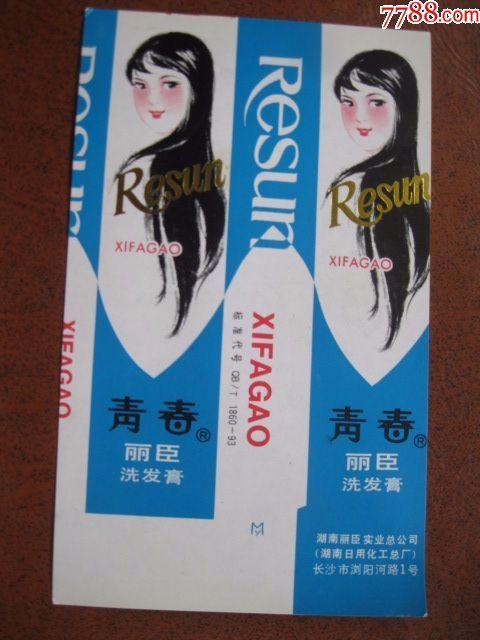 7788.com
Resun
Resun
XIFAGAO
XIFAGAO
青春®
丽臣
洗发膏
Resun
XIFAGAO
标准代号 QB/T 1860-93
Resun
XIFAGAO
青春®
丽臣
洗发膏
湖南丽臣实业总公司
(湖南日用化工总厂)
长沙市浏阳河路1号